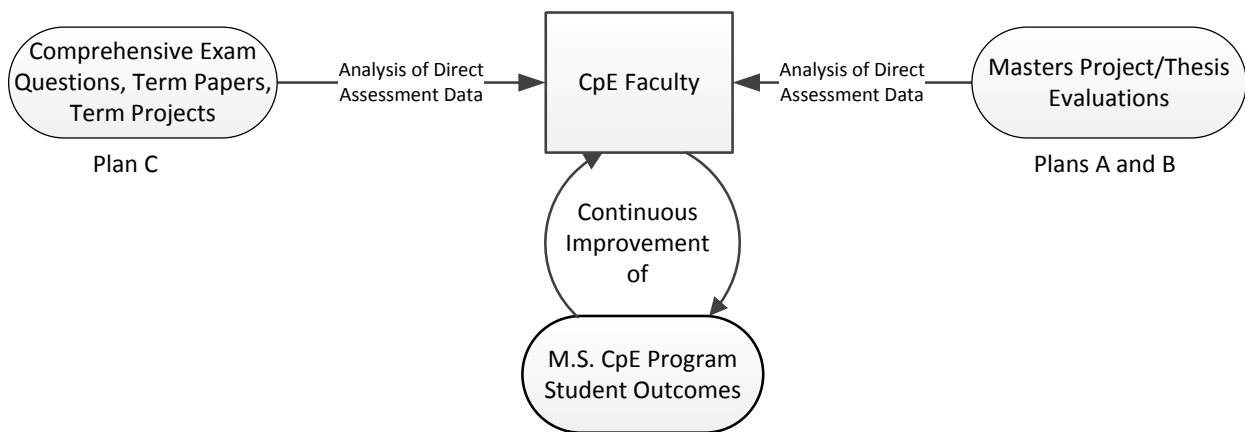 Comprehensive Exam
Questions, Term Papers,
Term Projects
Plan C
Analysis of Direct
Assessment Data
CpE Faculty
Analysis of Direct
Assessment Data
Masters Project/Thesis
Evaluations
Plans A and B
Continuous
Improvement
of
M.S. CpE Program
Student Outcomes